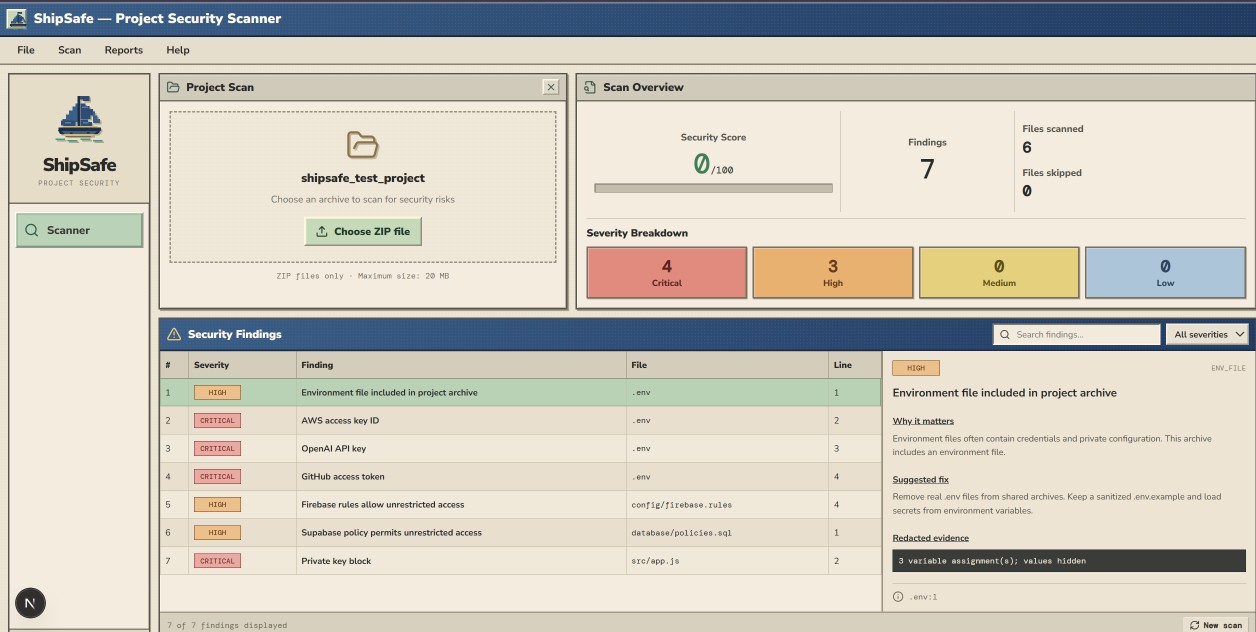 ShipSafe — Project Security Scanner
File Scan Reports Help
ShipSafe
PROJECT SECURITY
Scanner
Project Scan
shipsafe_test_project
Choose an archive to scan for security risks
Choose ZIP file
ZIP files only · Maximum size: 20 MB
Scan Overview
Security Score
0/100
Findings
7
Files scanned
6
Files skipped
0
Severity Breakdown
4
Critical
3
High
0
Medium
0
Low
Security Findings
Search findings...
All severities
# Severity Finding File Line
1 HIGH Environment file included in project archive .env 1
2 CRITICAL AWS access key ID .env 2
3 CRITICAL OpenAI API key .env 3
4 CRITICAL GitHub access token .env 4
5 HIGH Firebase rules allow unrestricted access config/firebase.rules 4
6 HIGH Supabase policy permits unrestricted access database/policies.sql 1
7 CRITICAL Private key block src/app.js 2
HIGH ENV_FILE
Environment file included in project archive
Why it matters
Environment files often contain credentials and private configuration. This archive
includes an environment file.
Suggested fix
Remove real .env files from shared archives. Keep a sanitized .env.example and load
secrets from environment variables.
Redacted evidence
3 variable assignment(s); values hidden
.env:1
N
7 of 7 findings displayed
New scan